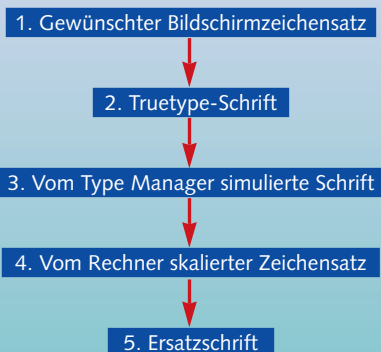 1. Gewünschter Bildschirmzeichensatz
2. Truetype-Schrift
3. Vom Type Manager simulierte Schrift
4. Vom Rechner skalierter Zeichensatz
5. Ersatzschrift